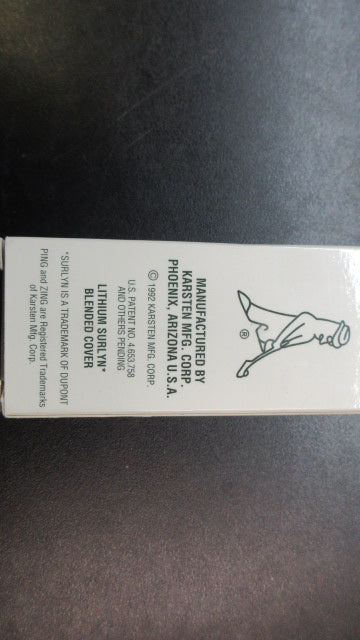 ®
MANUFACTURED BY
KARSTEN MFG. CORP.
PHOENIX, ARIZONA U.S.A.
© 1992 KARSTEN MFG. CORP.
U.S. PATENT NO. 4,653,758
AND OTHERS PENDING
LITHIUM SURLYN*
BLENDED COVER
*SURLYN IS A TRADEMARK OF DUPONT
PING and ZING are Registered Trademarks
of Karsten Mfg. Corp.